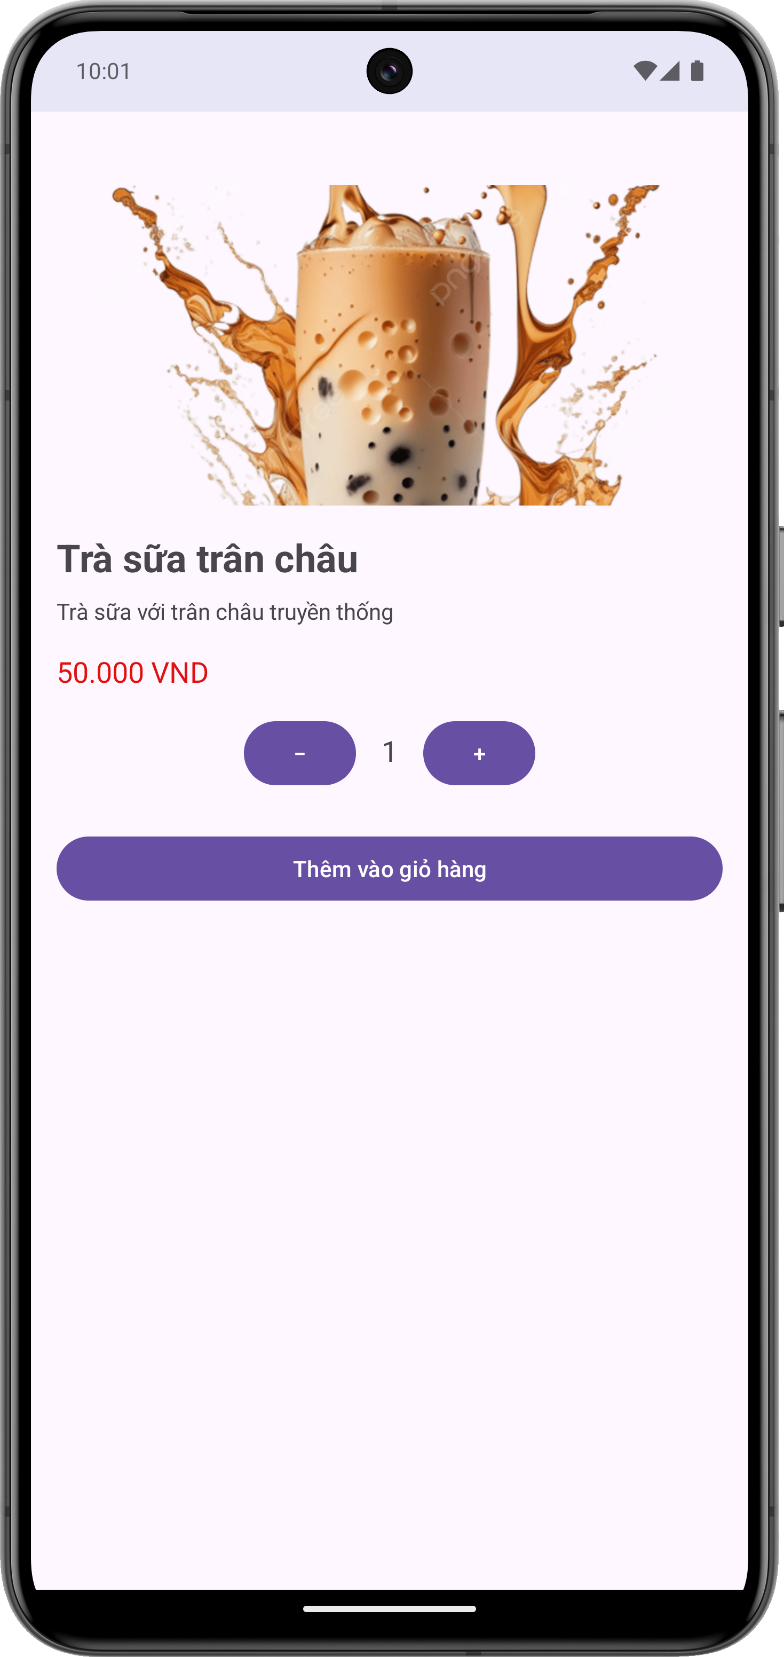 10:01
Trà sữa trân châu
Trà sữa với trân châu truyền thống
50.000 VND
− 1 +
Thêm vào giỏ hàng